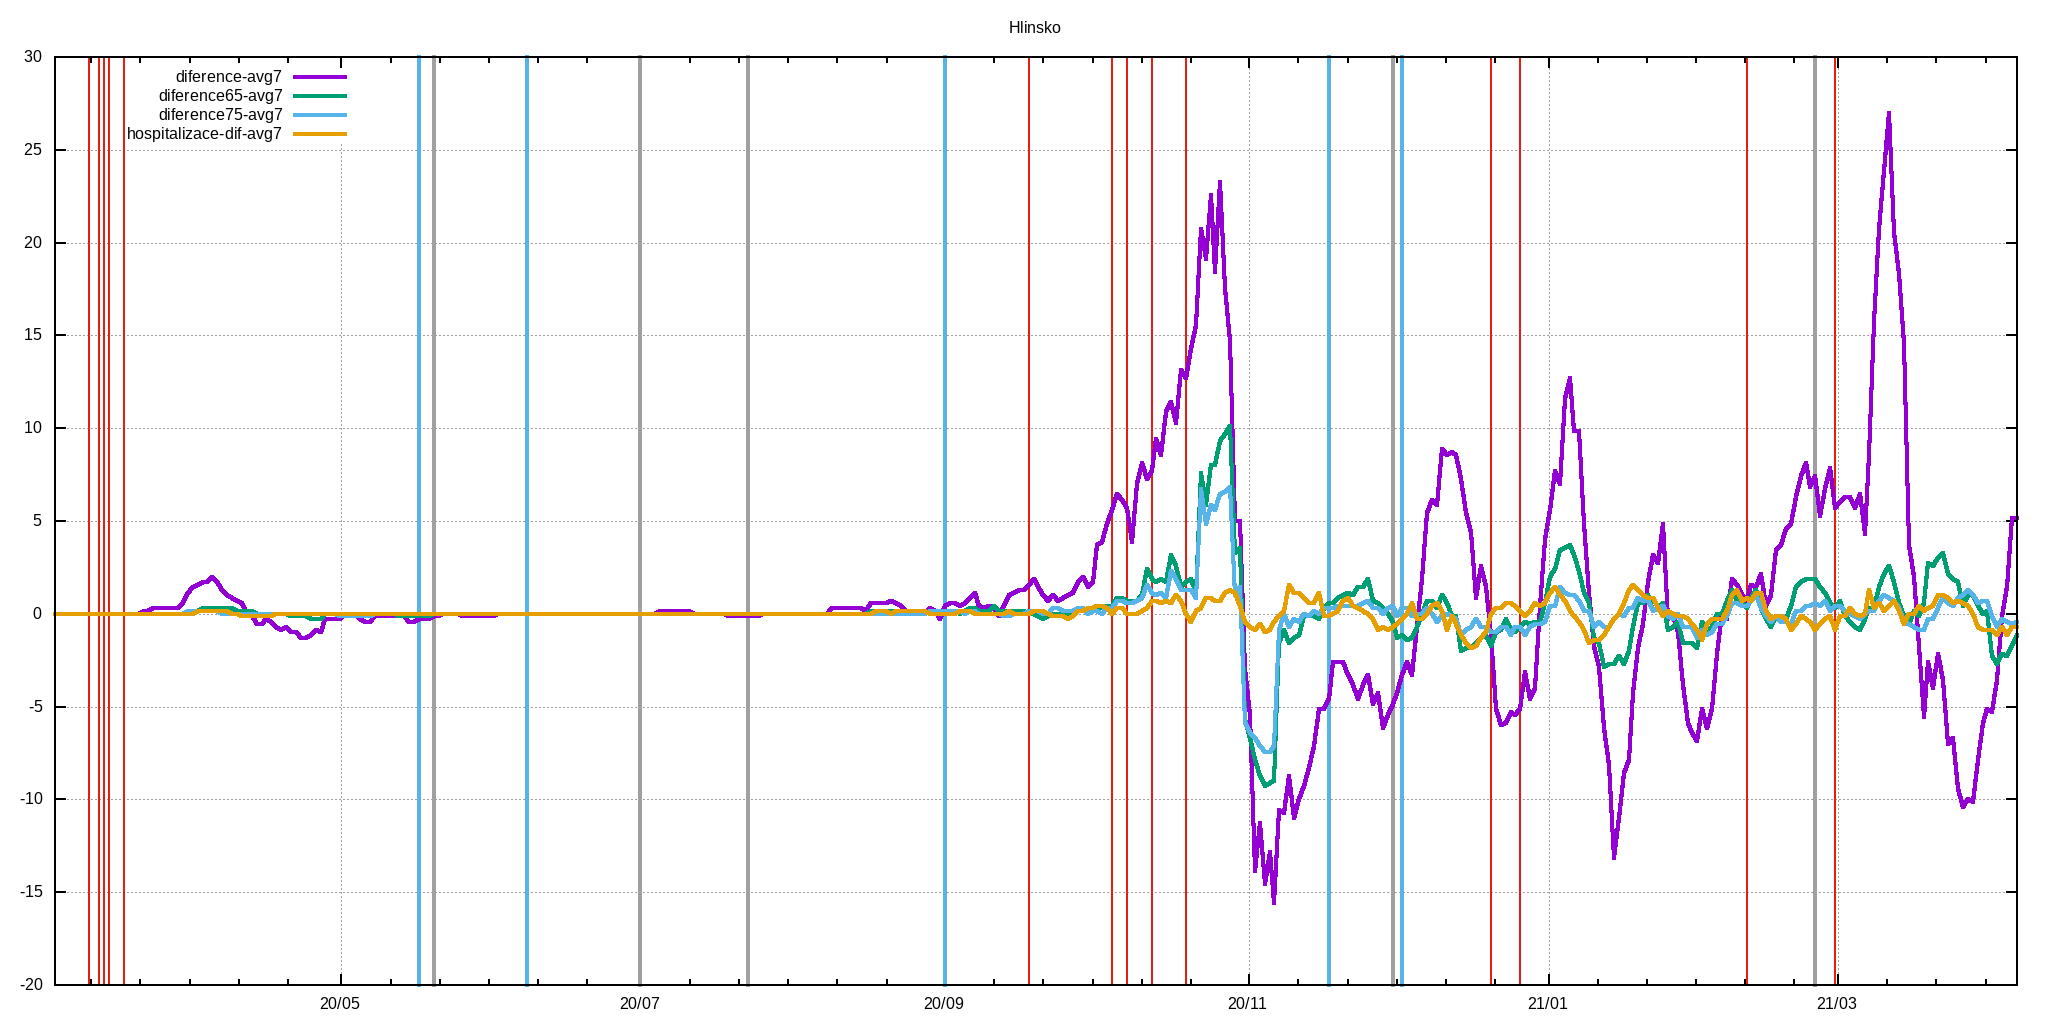 Hlinsko
30
diference-avg7
diference65-avg7
diference75-avg7
hospitalizace-dif-avg7
25
20
15
10
5
0
-5
-10
-15
-20
20/05 20/07 20/09 20/11 21/01 21/03